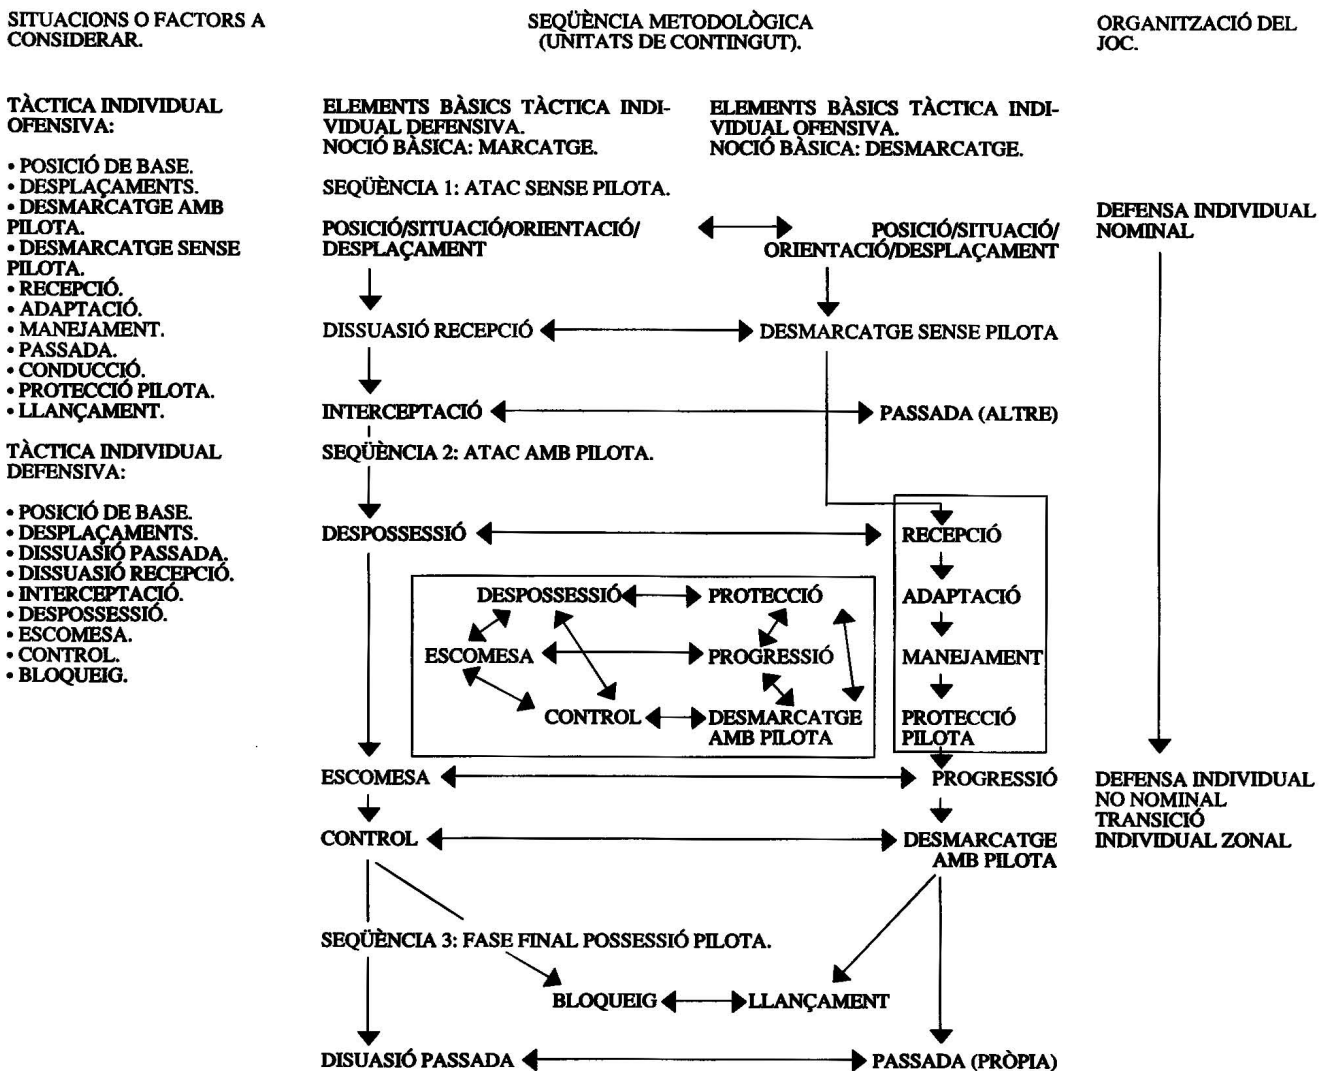 SITUACIONS O FACTORS A
CONSIDERAR.
SEQÜÈNCIA METODOLÒGICA
(UNITATS DE CONTINGUT).
ORGANITZACIÓ DEL
JOC.
TÀCTICA INDIVIDUAL
OFENSIVA:
• POSICIÓ DE BASE.
• DESPLAÇAMENTS.
• DESMARCATGE AMB
PILOTA.
• DESMARCATGE SENSE
PILOTA.
• RECEPCIÓ.
• ADAPTACIÓ.
• MANEJAMENT.
• PASSADA.
• CONDUCCIÓ.
• PROTECCIÓ PILOTA.
• LLANÇAMENT.
TÀCTICA INDIVIDUAL
DEFENSIVA:
• POSICIÓ DE BASE.
• DESPLAÇAMENTS.
• DISSUASIÓ PASSADA.
• DISSUASIÓ RECEPCIÓ.
• INTERCEPTACIÓ.
• DESPOSSESSIÓ.
• ESCOMESA.
• CONTROL.
• BLOQUEIG.
ELEMENTS BÀSICS TÀCTICA INDI-
VIDUAL DEFENSIVA.
NOCIÓ BÀSICA: MARCATGE.
ELEMENTS BÀSICS TÀCTICA INDI-
VIDUAL OFENSIVA.
NOCIÓ BÀSICA: DESMARCATGE.
SEQÜÈNCIA 1: ATAC SENSE PILOTA.
POSICIÓ/SITUACIÓ/ORIENTACIÓ/
DESPLAÇAMENT
POSICIÓ/SITUACIÓ/
ORIENTACIÓ/DESPLAÇAMENT
DISSUASIÓ RECEPCIÓ
DESMARCATGE SENSE PILOTA
INTERCEPTACIÓ
PASSADA (ALTRE)
SEQÜÈNCIA 2: ATAC AMB PILOTA.
DESPOSSESSIÓ
RECEPCIÓ
DESPOSSESSIÓ
PROTECCIÓ
ADAPTACIÓ
ESCOMESA
PROGRESSIÓ
MANEJAMENT
CONTROL
DESMARCATGE
AMB PILOTA
PROTECCIÓ
PILOTA
ESCOMESA
PROGRESSIÓ
CONTROL
DESMARCATGE
AMB PILOTA
SEQÜÈNCIA 3: FASE FINAL POSSESSIÓ PILOTA.
BLOQUEIG
LLANÇAMENT
DISUASIÓ PASSADA
PASSADA (PRÒPIA)
DEFENSA INDIVIDUAL
NOMINAL
DEFENSA INDIVIDUAL
NO NOMINAL
TRANSICIÓ
INDIVIDUAL ZONAL